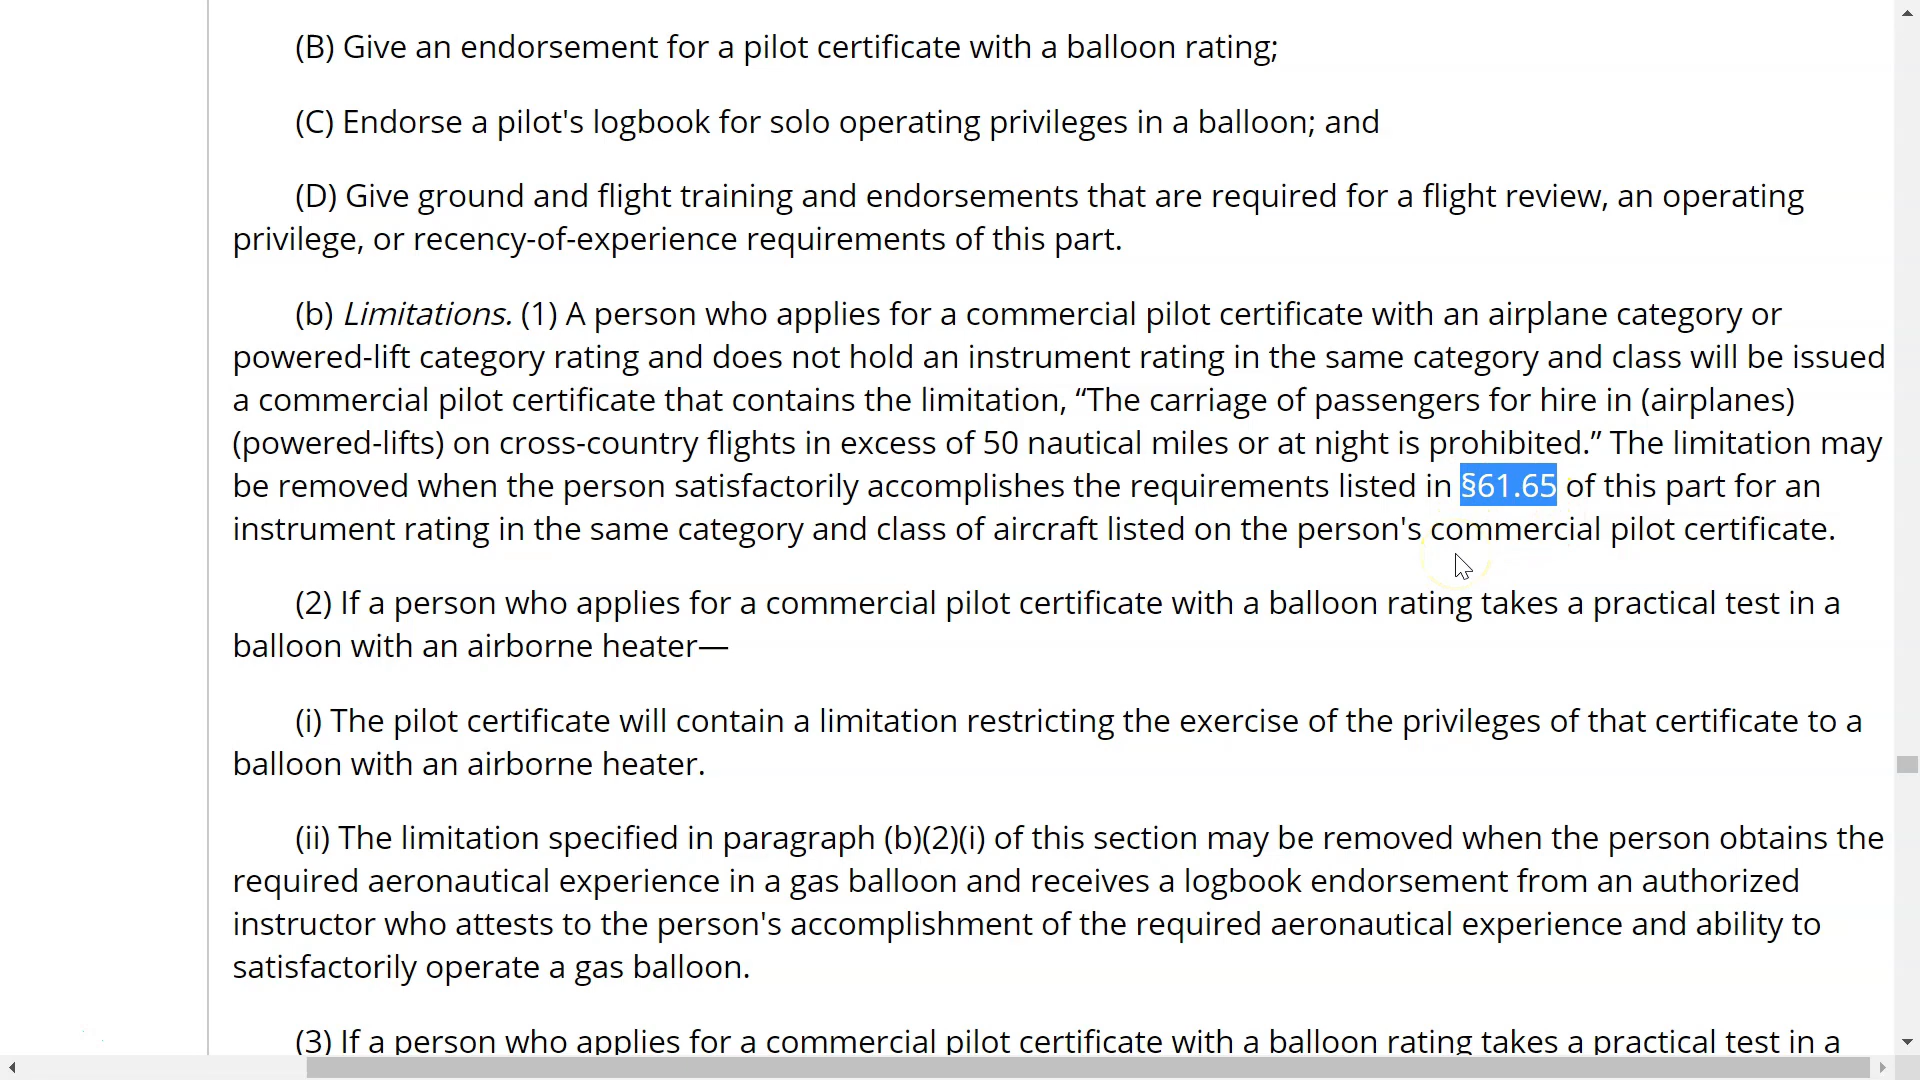 (B) Give an endorsement for a pilot certificate with a balloon rating;
(C) Endorse a pilot's logbook for solo operating privileges in a balloon; and
(D) Give ground and flight training and endorsements that are required for a flight review, an operating
privilege, or recency-of-experience requirements of this part.
(b) Limitations. (1) A person who applies for a commercial pilot certificate with an airplane category or
powered-lift category rating and does not hold an instrument rating in the same category and class will be issued
a commercial pilot certificate that contains the limitation, “The carriage of passengers for hire in (airplanes)
(powered-lifts) on cross-country flights in excess of 50 nautical miles or at night is prohibited.” The limitation may
be removed when the person satisfactorily accomplishes the requirements listed in §61.65 of this part for an
instrument rating in the same category and class of aircraft listed on the person's commercial pilot certificate.
(2) If a person who applies for a commercial pilot certificate with a balloon rating takes a practical test in a
balloon with an airborne heater—
(i) The pilot certificate will contain a limitation restricting the exercise of the privileges of that certificate to a
balloon with an airborne heater.
(ii) The limitation specified in paragraph (b)(2)(i) of this section may be removed when the person obtains the
required aeronautical experience in a gas balloon and receives a logbook endorsement from an authorized
instructor who attests to the person's accomplishment of the required aeronautical experience and ability to
satisfactorily operate a gas balloon.
(3) If a person who applies for a commercial pilot certificate with a balloon rating takes a practical test in a